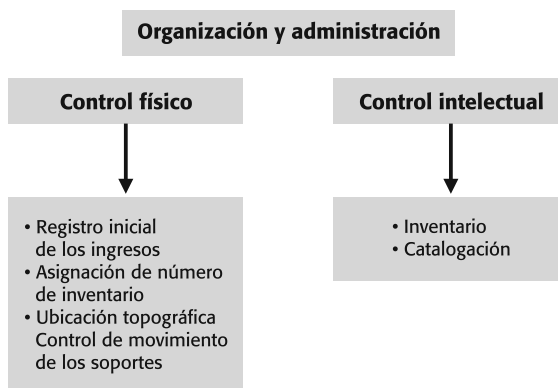 Organización y administración
Control físico
• Registro inicial
de los ingresos
• Asignación de número
de inventario
• Ubicación topográfica
Control de movimiento
de los soportes
Control intelectual
• Inventario
• Catalogación